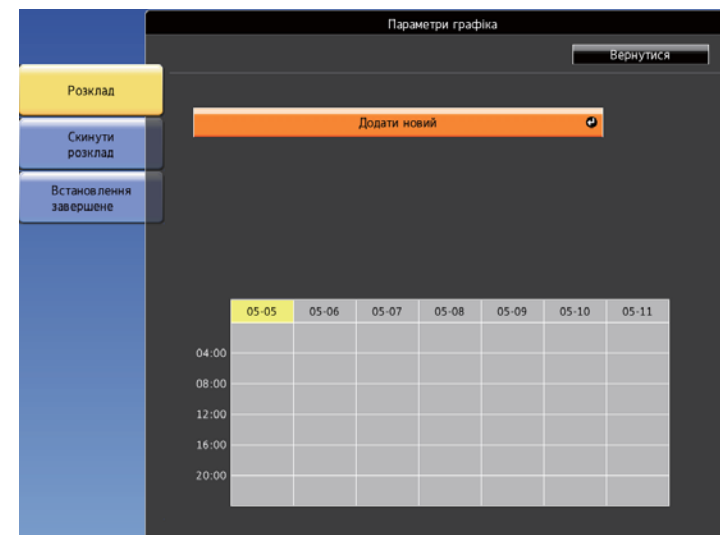 Параметри графіка
Вернутися
Розклад
Додати новий
Скинути
розклад
Встановлення
завершене
05-05 05-06 05-07 05-08 05-09 05-10 05-11
04:00
08:00
12:00
16:00
20:00